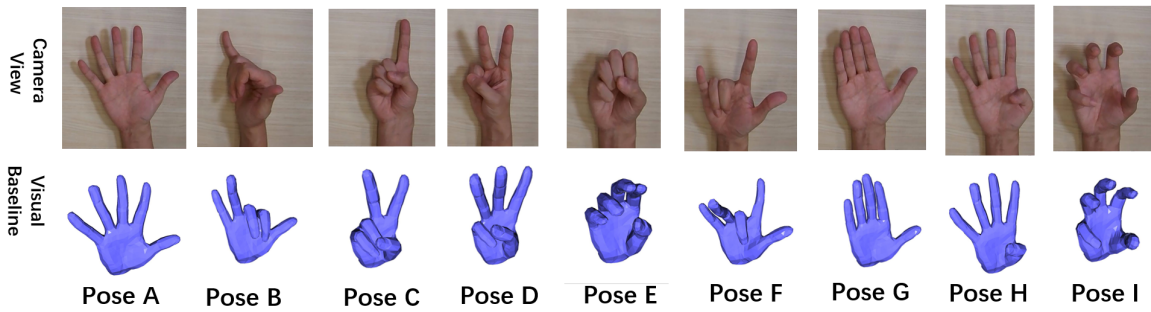 Camera
View
Visual
Baseline
Pose A
Pose B
Pose C
Pose D
Pose E
Pose F
Pose G
Pose H
Pose I